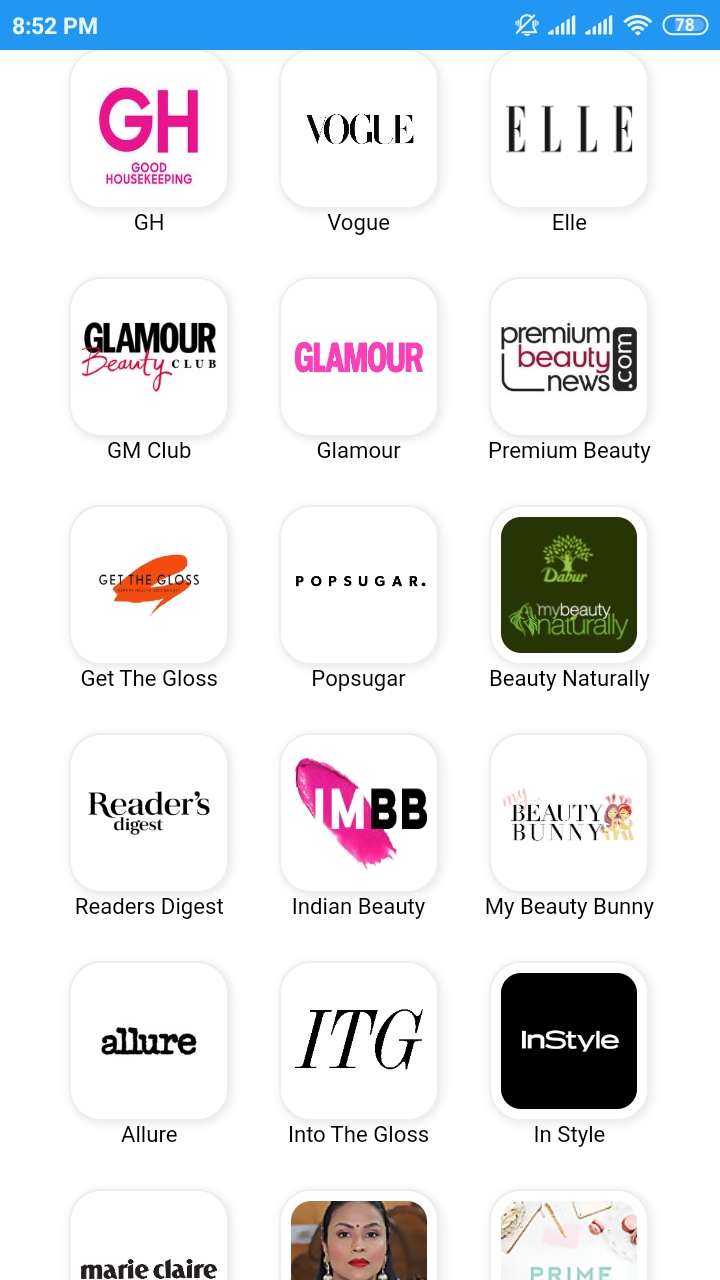 8:52 PM
78
GH
GOOD
HOUSEKEEPING
VOGUE
ELLE
GH
Vogue
Elle
GLAMOUR
Beauty CLUB
GLAMOUR
premium
beauty
news
.com
GM Club
Glamour
Premium Beauty
GET THE GLOSS
POPSUGAR.
Dabur
mybeauty
naturally
Get The Gloss
Popsugar
Beauty Naturally
Reader's
digest
IMBB
my
BEAUTY
BUNNY
Readers Digest
Indian Beauty
My Beauty Bunny
allure
ITG
InStyle
Allure
Into The Gloss
In Style
marie claire
PRIME